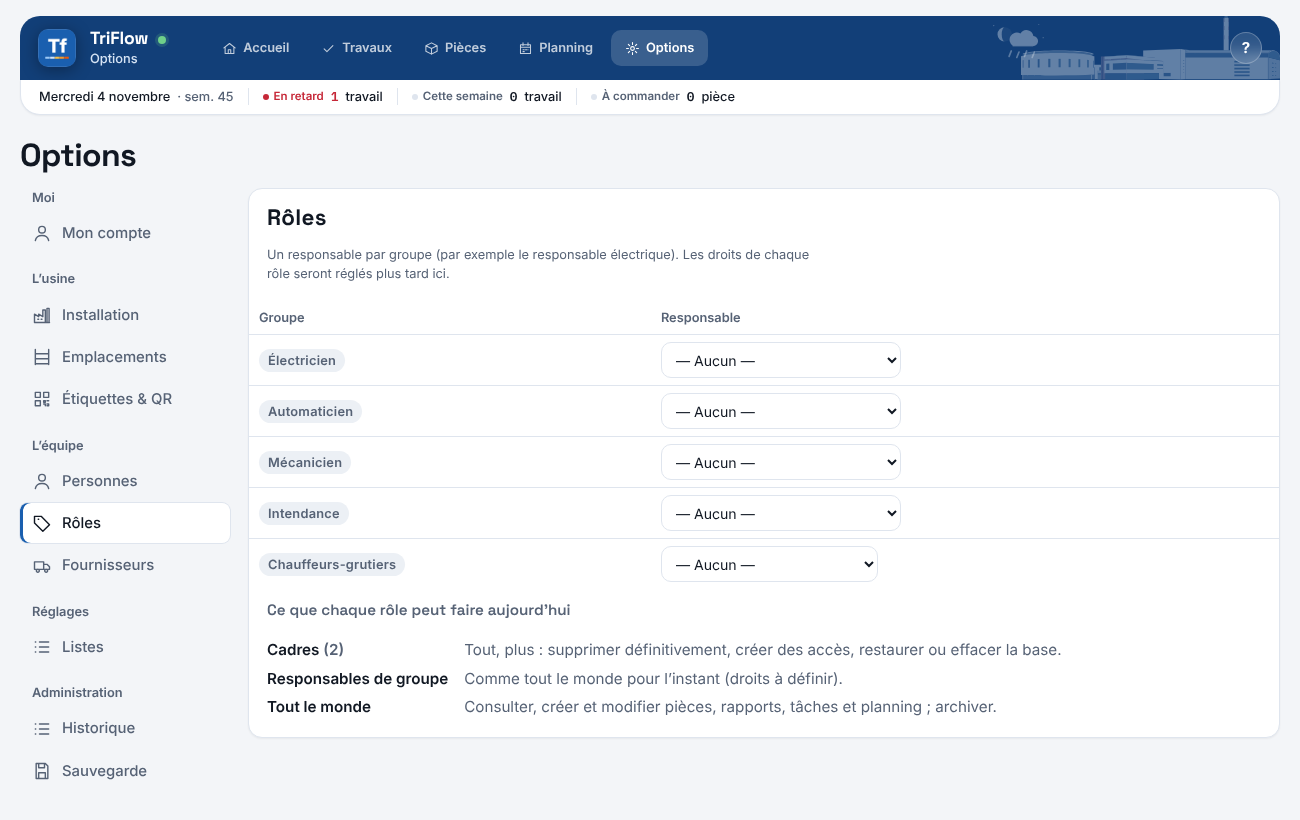 Tf
TriFlow
Options
Accueil
Travaux
Pièces
Planning
Options
?
Mercredi 4 novembre · sem. 45
En retard 1 travail
Cette semaine 0 travail
À commander 0 pièce
Options
Moi
Mon compte
L’usine
Installation
Emplacements
Étiquettes & QR
L’équipe
Personnes
Rôles
Fournisseurs
Réglages
Listes
Administration
Historique
Sauvegarde
Rôles
Un responsable par groupe (par exemple le responsable électrique). Les droits de chaque
rôle seront réglés plus tard ici.
Groupe Responsable
Électricien — Aucun —
Automaticien — Aucun —
Mécanicien — Aucun —
Intendance — Aucun —
Chauffeurs-grutiers — Aucun —
Ce que chaque rôle peut faire aujourd’hui
Cadres (2) Tout, plus : supprimer définitivement, créer des accès, restaurer ou effacer la base.
Responsables de groupe Comme tout le monde pour l’instant (droits à définir).
Tout le monde Consulter, créer et modifier pièces, rapports, tâches et planning ; archiver.